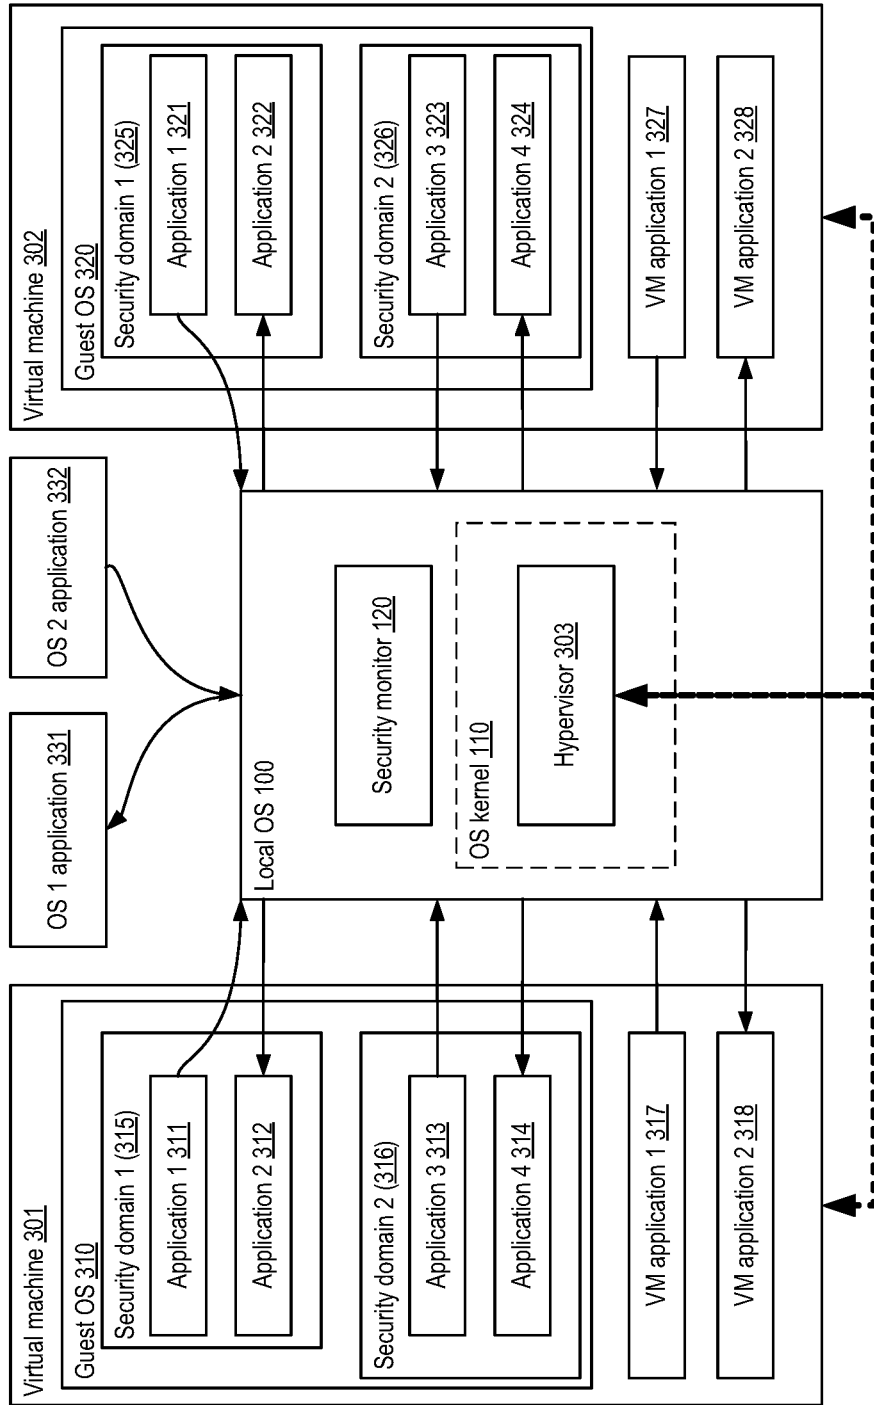 Virtual machine 301
Guest OS 310
Security domain 1 (315)
Application 1 311
Application 2 312
Security domain 2 (316)
Application 3 313
Application 4 314
VM application 1 317
VM application 2 318
OS 1 application 331
OS 2 application 332
Local OS 100
Security monitor 120
OS kernel 110
Hypervisor 303
Virtual machine 302
Guest OS 320
Security domain 1 (325)
Application 1 321
Application 2 322
Security domain 2 (326)
Application 3 323
Application 4 324
VM application 1 327
VM application 2 328